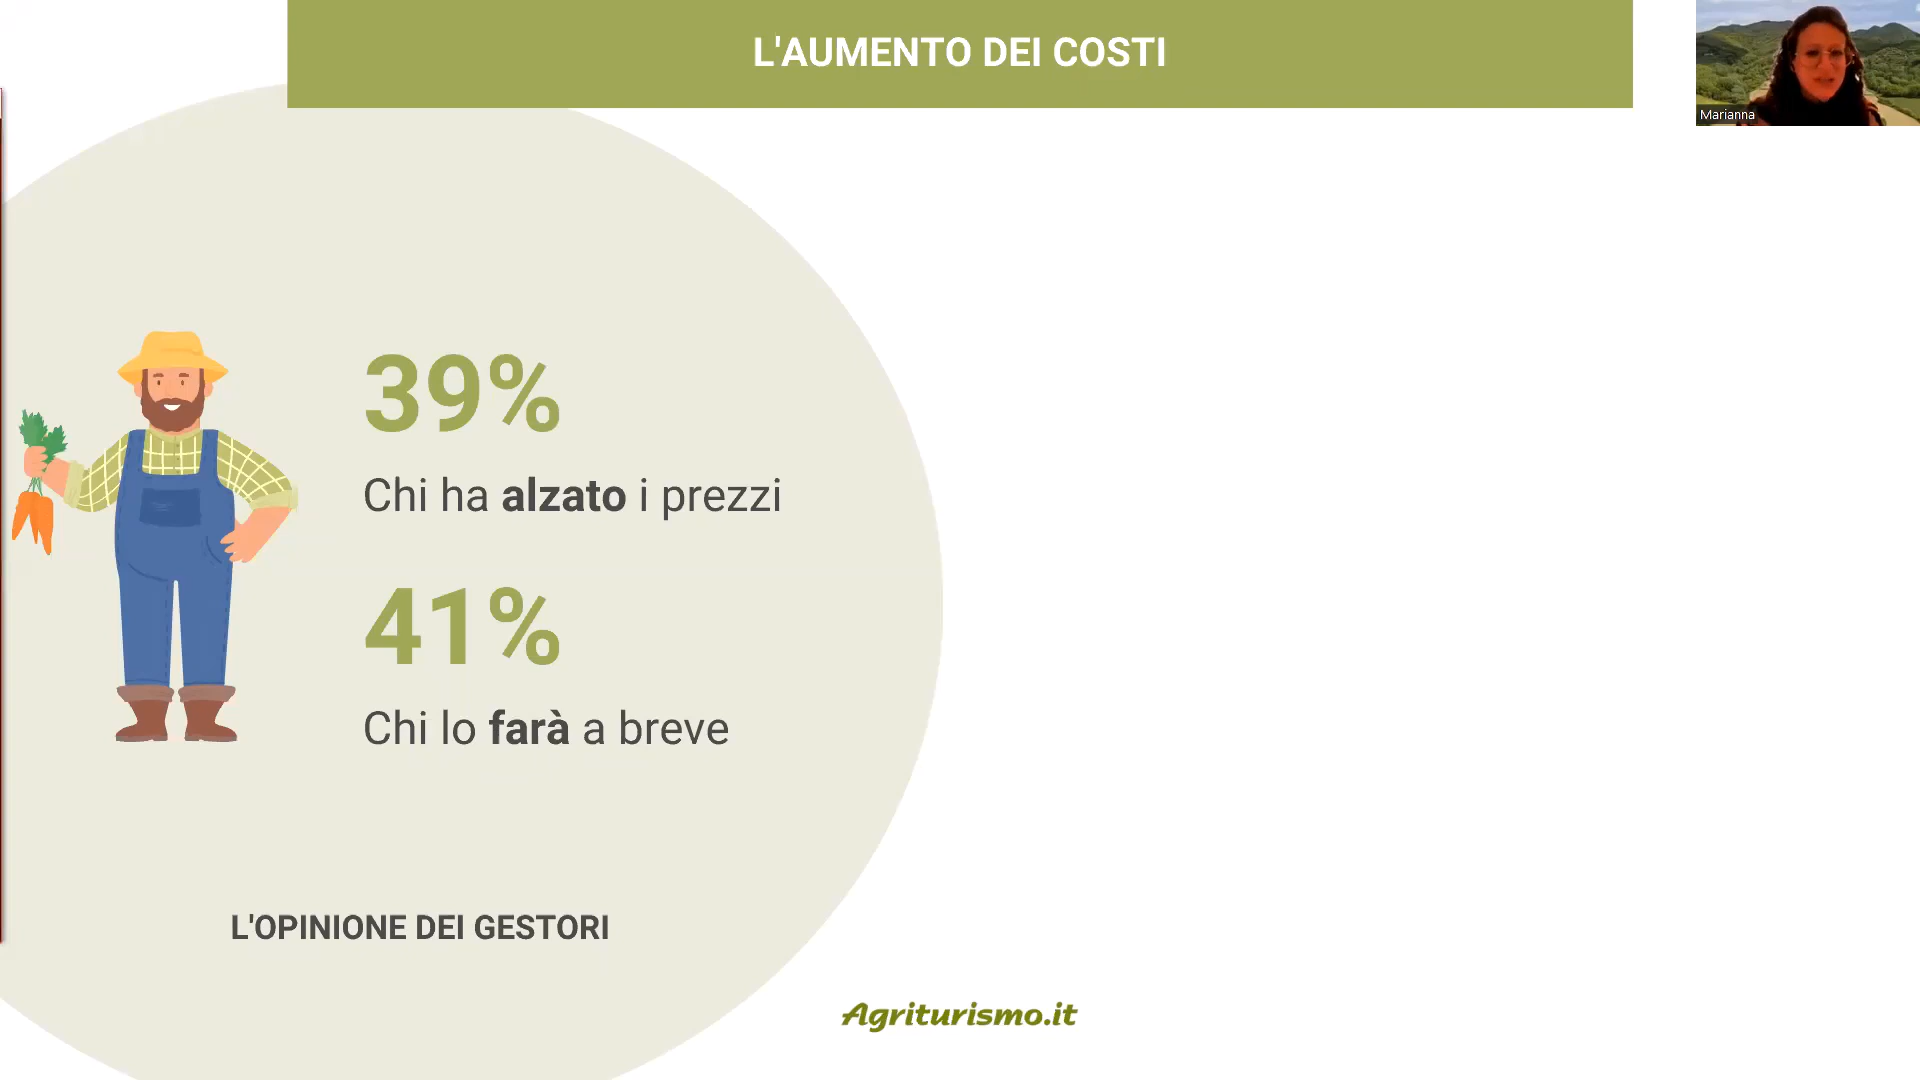 L'AUMENTO DEI COSTI
Marianna
39%
Chi ha alzato i prezzi
41%
Chi lo farà a breve
L'OPINIONE DEI GESTORI
Agriturismo.it